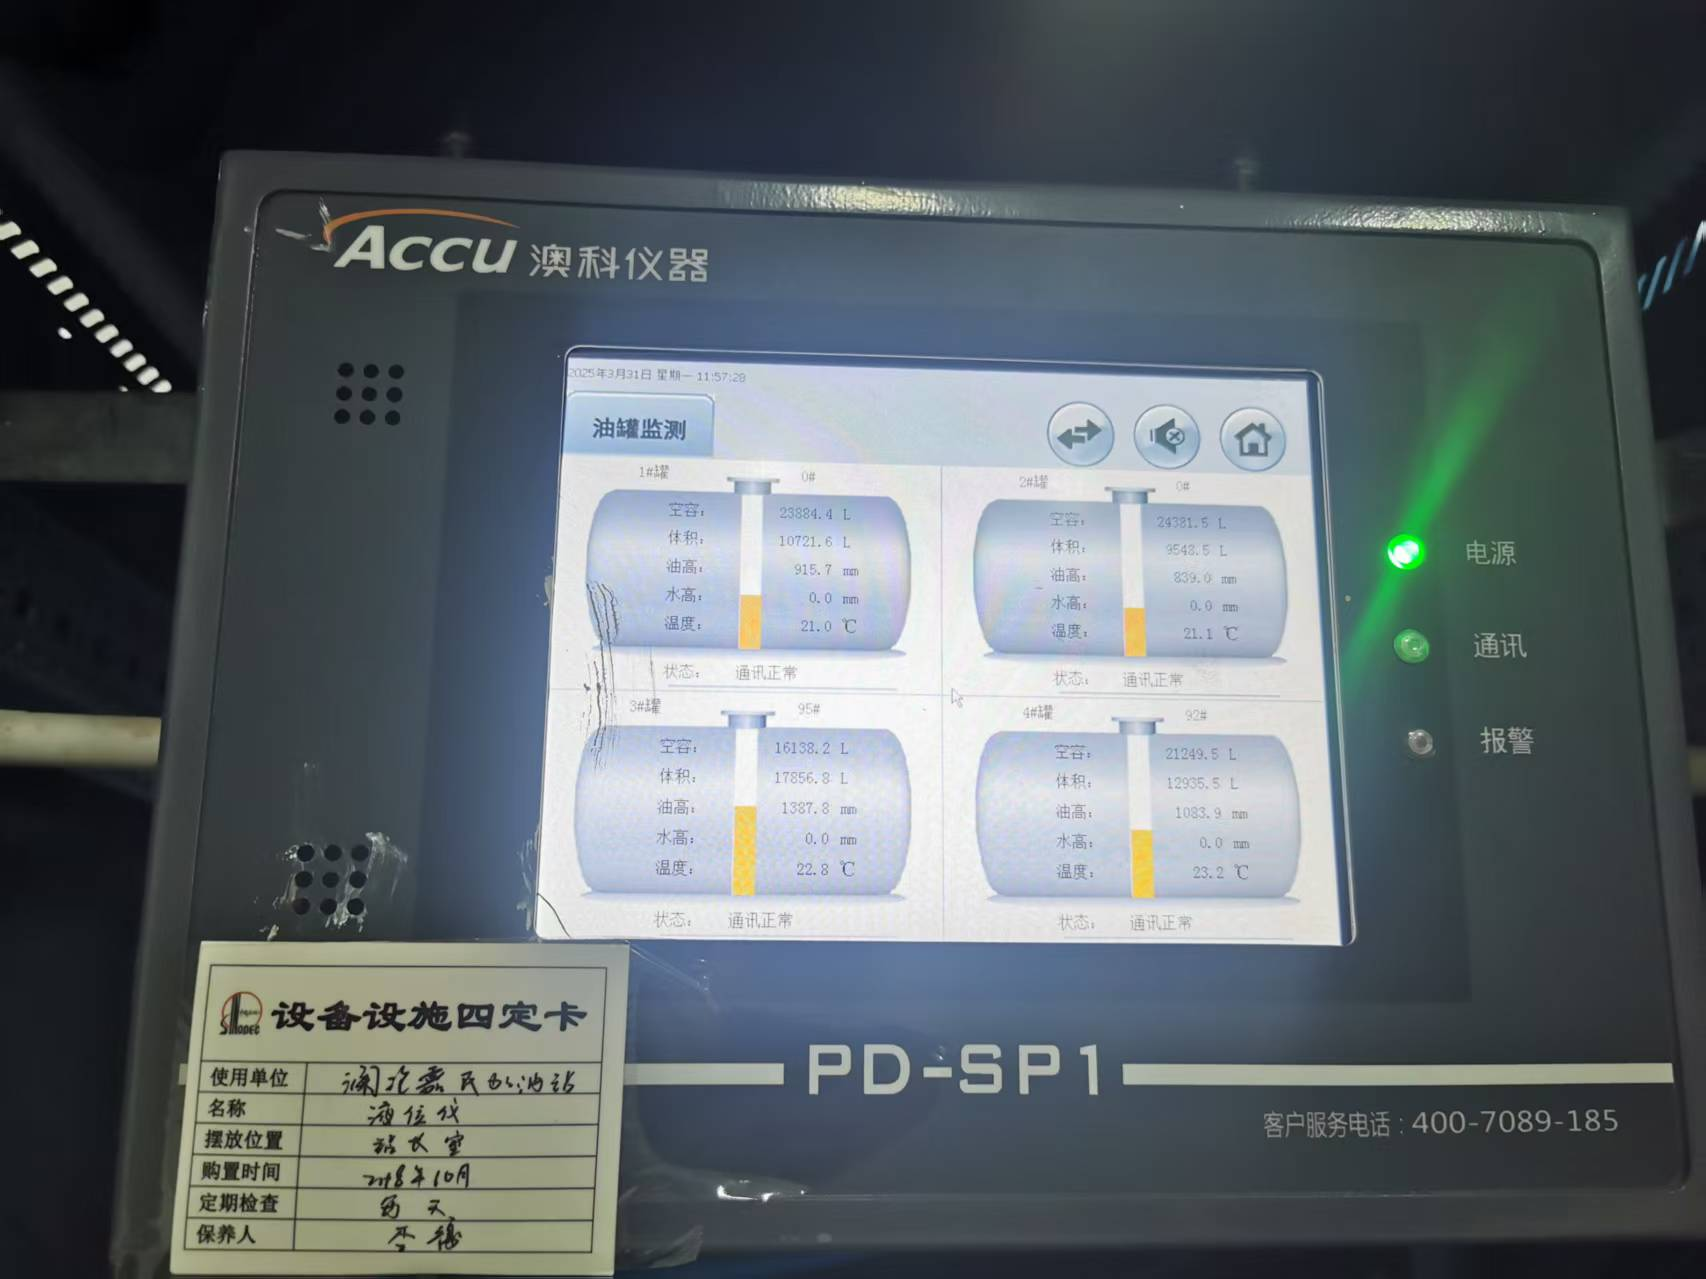 ACCU 澳科仪器
2025年3月31日 星期一 11:57:28
油罐监测
1#罐 0#
空容: 23884.4 L
体积: 10721.6 L
油高: 915.7 mm
水高: 0.0 mm
温度: 21.0 ℃
状态: 通讯正常
2#罐 0#
空容: 24381.5 L
体积: 9548.5 L
油高: 839.0 mm
水高: 0.0 mm
温度: 21.1 ℃
状态: 通讯正常
3#罐 95#
空容: 16138.2 L
体积: 17856.8 L
油高: 1387.8 mm
水高: 0.0 mm
温度: 22.8 ℃
状态: 通讯正常
4#罐 92#
空容: 21249.5 L
体积: 12935.5 L
油高: 1083.9 mm
水高: 0.0 mm
温度: 23.2 ℃
状态: 通讯正常
电源
通讯
报警
PD-SP1
客户服务电话:400-7089-185
SINOPEC 设备设施四定卡
使用单位 民加油站
名称 液位仪
摆放位置 站长室
购置时间 2018年10月
定期检查 每天
保养人